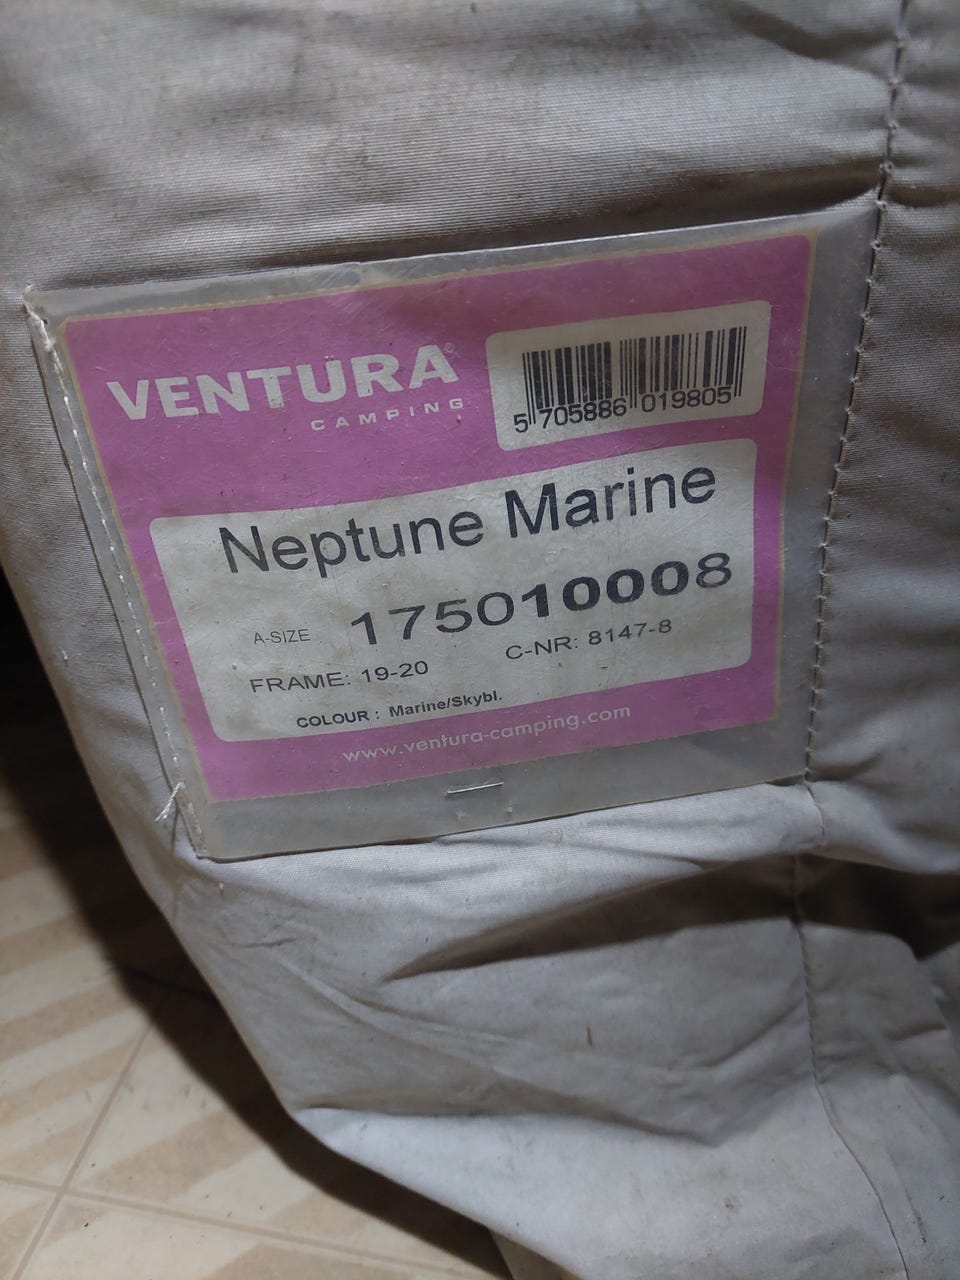 VENTURA®
CAMPING
5 705886 019805
Neptune Marine
A-SIZE 175010008
FRAME: 19-20 C-NR: 8147-8
COLOUR : Marine/Skybl.
www.ventura-camping.com